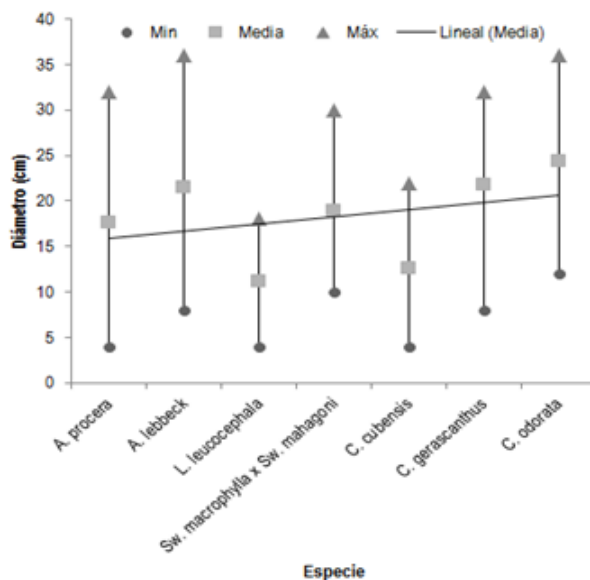 40
35
30
25
20
15
10
5
0
Diámetro (cm)
Min
Media
Máx
Lineal (Media)
A. procera
A. lebbeck
L. leucocephala
Sw. macrophylla x Sw. mahagoni
C. cubensis
C. gerascanthus
C. odorata
Especie